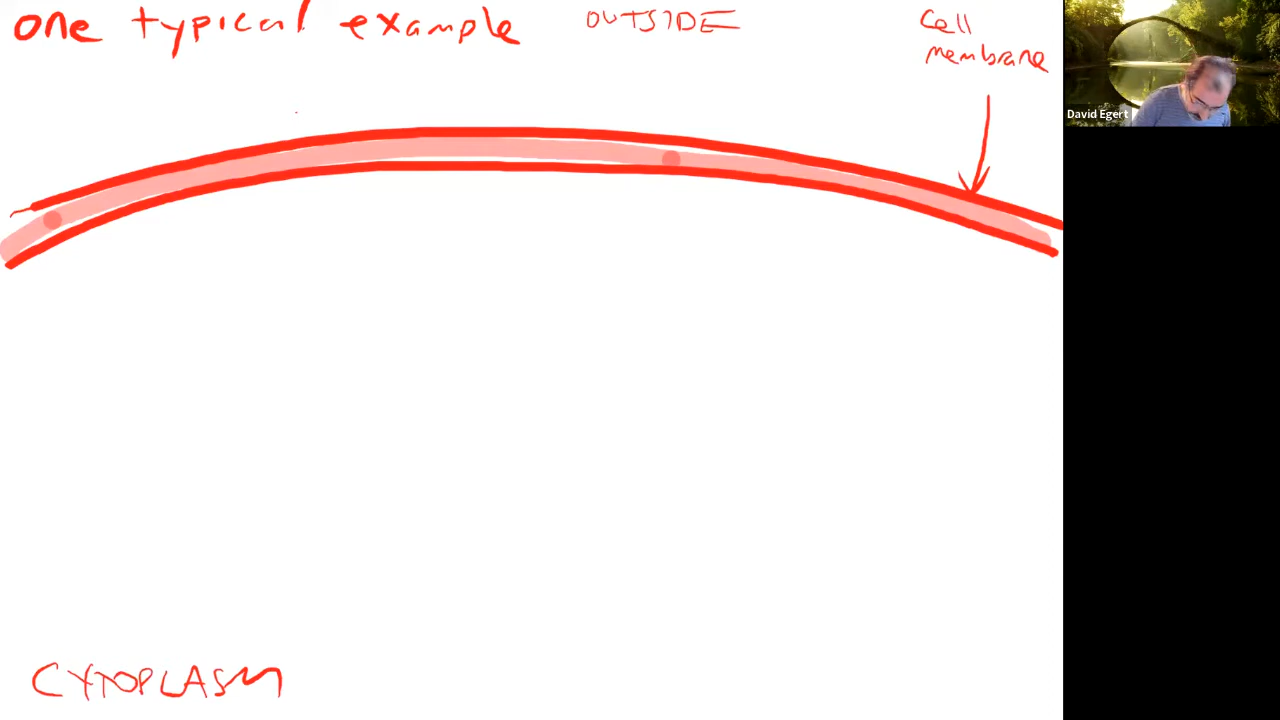 one typical example
OUTSIDE
Cell
membrane
David Egert
CYTOPLASM